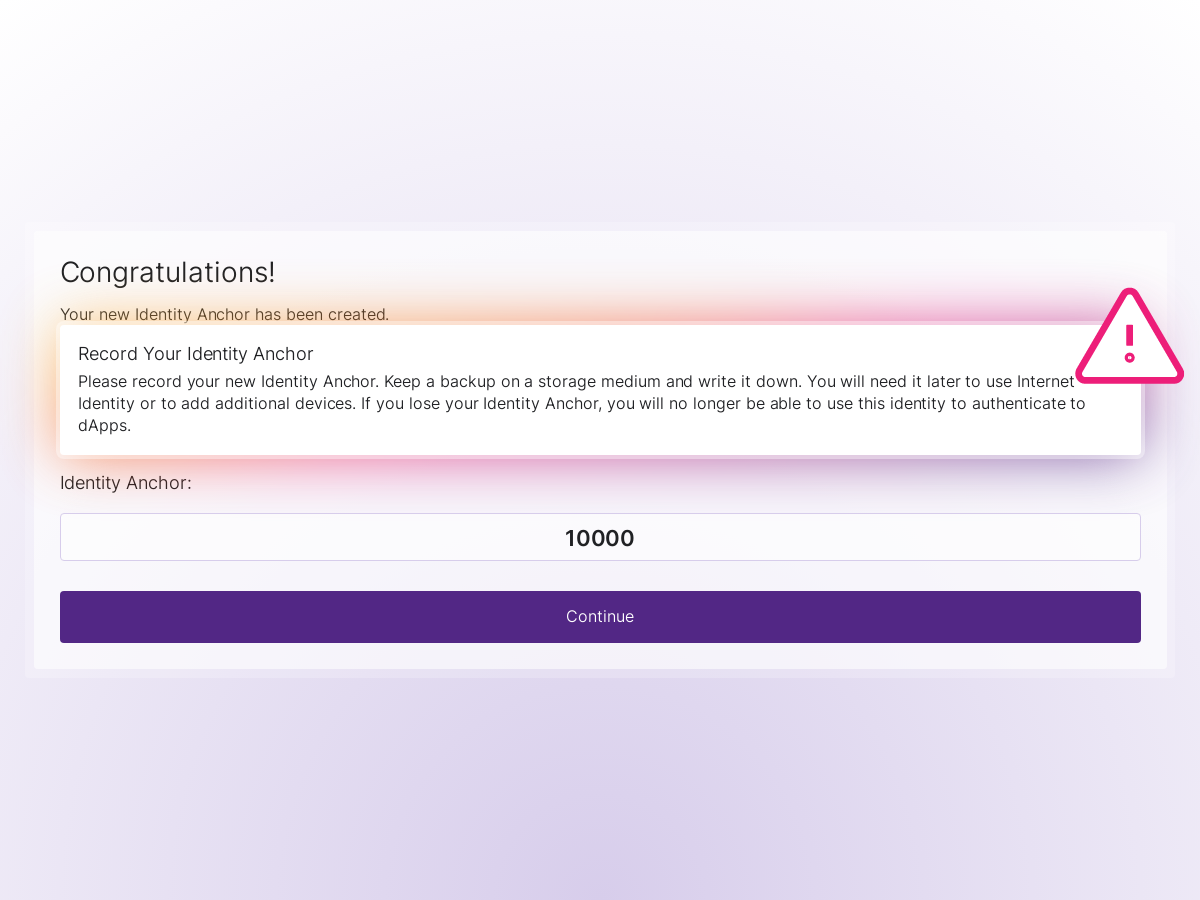 Congratulations!
Your new Identity Anchor has been created.
Record Your Identity Anchor
Please record your new Identity Anchor. Keep a backup on a storage medium and write it down. You will need it later to use Internet
Identity or to add additional devices. If you lose your Identity Anchor, you will no longer be able to use this identity to authenticate to
dApps.
Identity Anchor:
10000
Continue